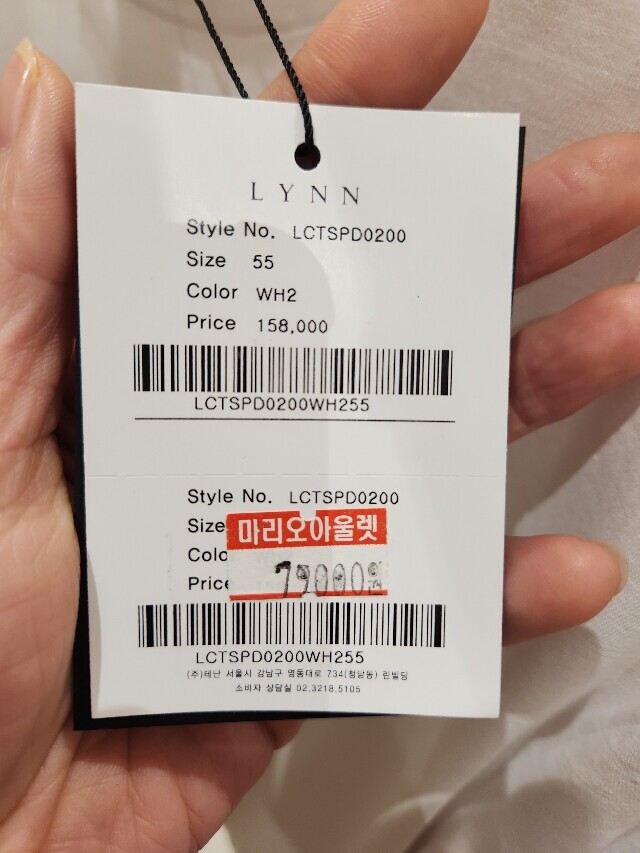 LYNN
Style No. LCTSPD0200
Size 55
Color WH2
Price 158,000
LCTSPD0200WH255
Style No. LCTSPD0200
Size 마리오아울렛
Colo
Price 79000원
LCTSPD0200WH255
(주)테난 서울시 강남구 영동대로 734(청담동) 린빌딩
소비자 상담실 02.3218.5105